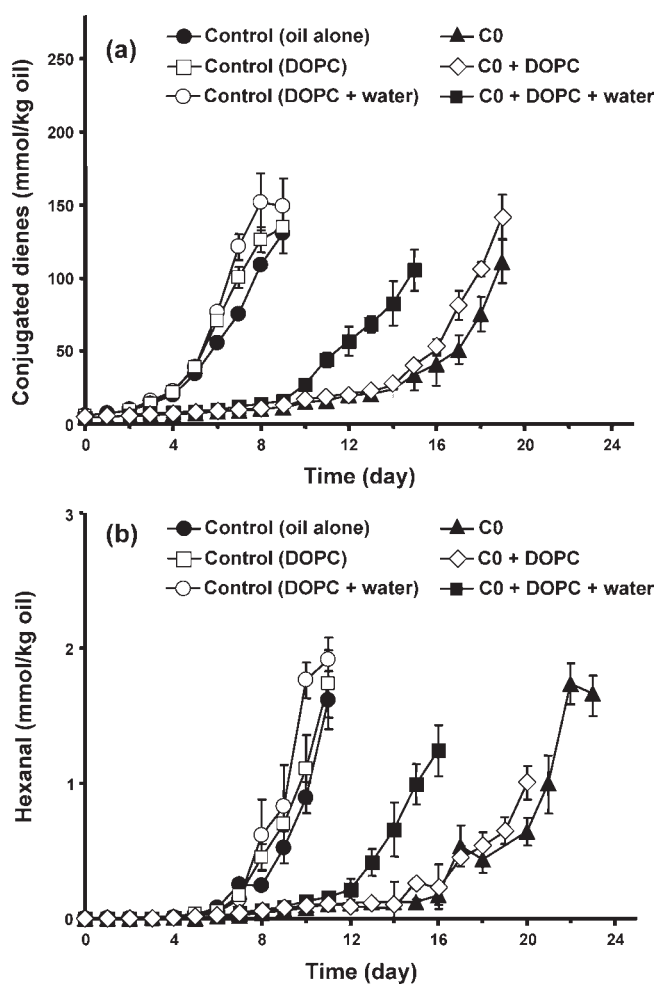 (a)
Control (oil alone)
C0
Control (DOPC)
C0 + DOPC
Control (DOPC + water)
C0 + DOPC + water
Conjugated dienes (mmol/kg oil)
250
200
150
100
50
0
0 4 8 12 16 20 24
Time (day)
(b)
Control (oil alone)
C0
Control (DOPC)
C0 + DOPC
Control (DOPC + water)
C0 + DOPC + water
Hexanal (mmol/kg oil)
3
2
1
0
0 4 8 12 16 20 24
Time (day)